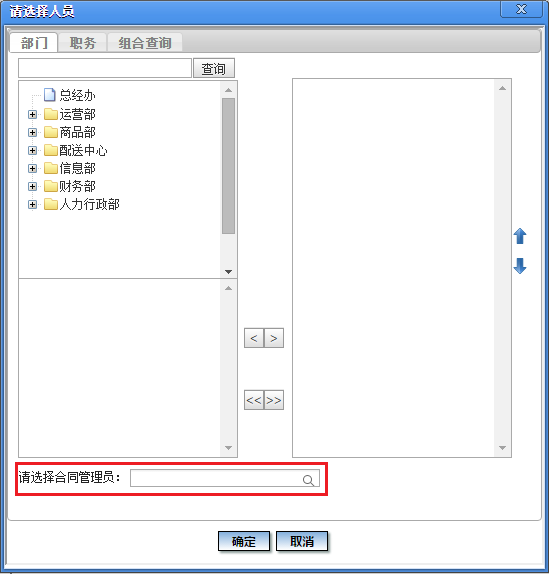 请选择人员
部门 职务 组合查询
查询
总经办
运营部
商品部
配送中心
信息部
财务部
人力行政部
< >
<< >>
请选择合同管理员：
确定 取消